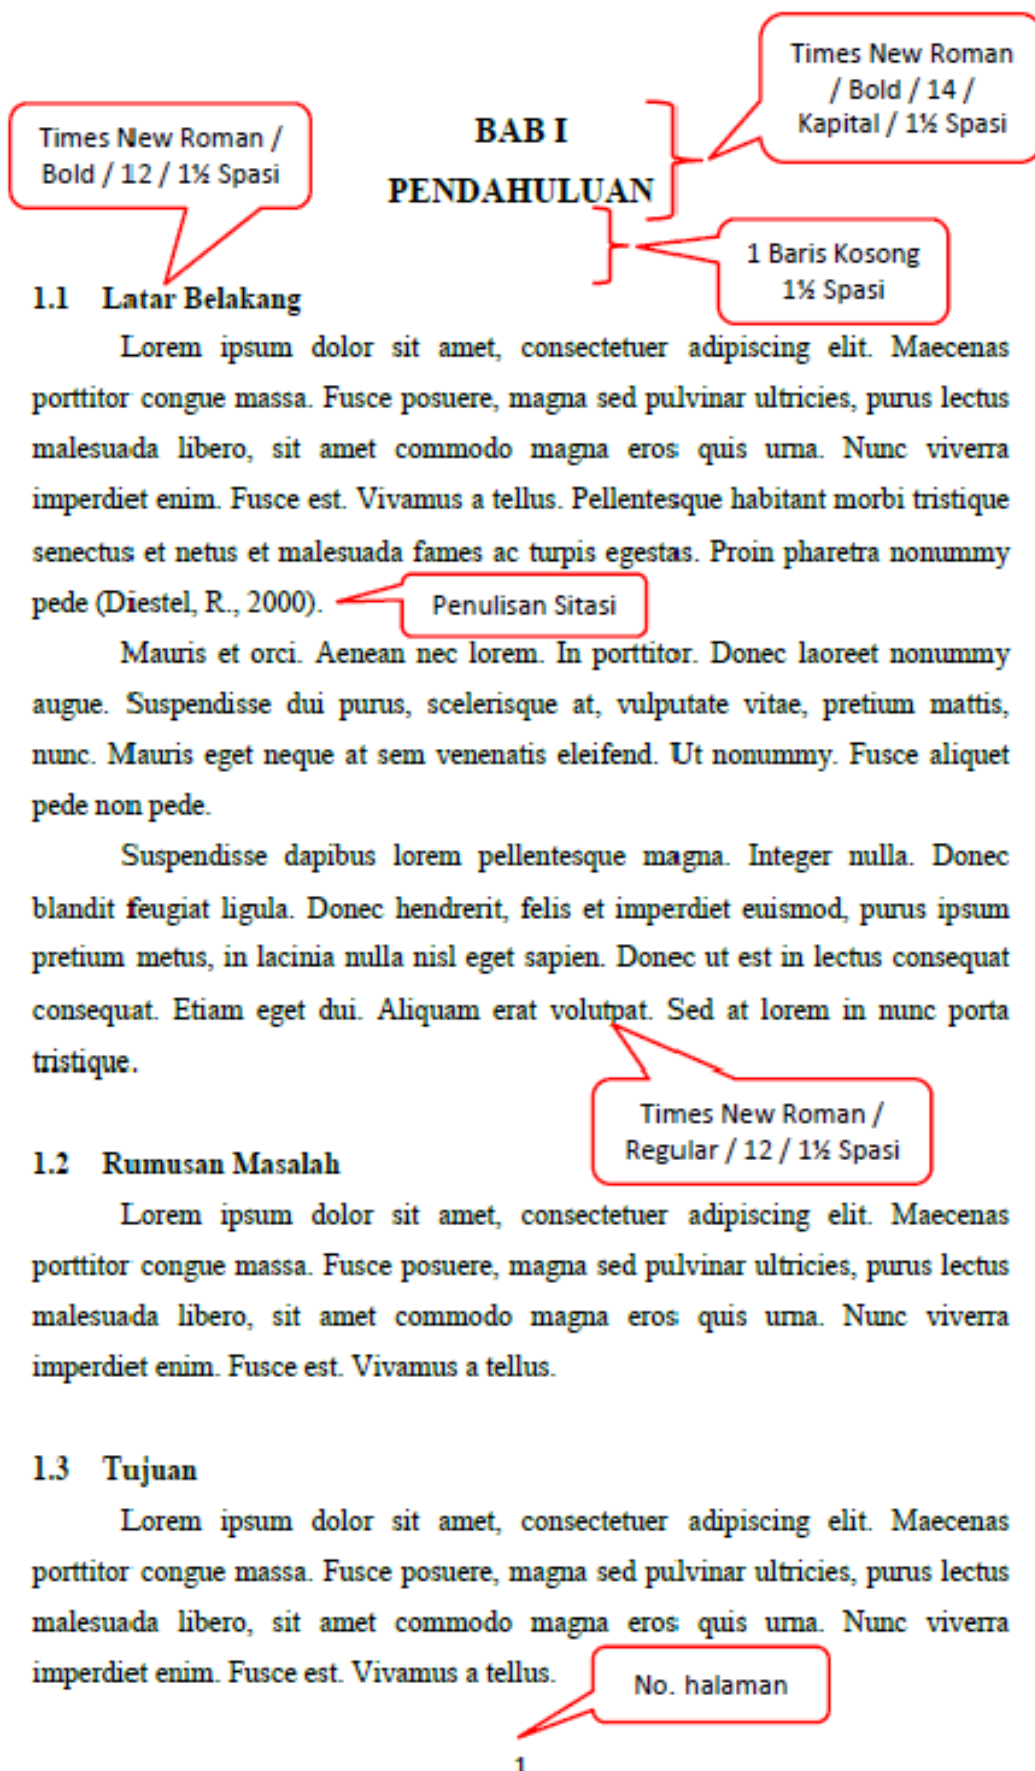 Times New Roman
/ Bold / 14 /
Kapital / 1½ Spasi
Times New Roman /
Bold / 12 / 1½ Spasi
BAB I
PENDAHULUAN
1 Baris Kosong
1½ Spasi
1.1 Latar Belakang
Lorem ipsum dolor sit amet, consectetuer adipiscing elit. Maecenas
porttitor congue massa. Fusce posuere, magna sed pulvinar ultricies, purus lectus
malesuada libero, sit amet commodo magna eros quis urna. Nunc viverra
imperdiet enim. Fusce est. Vivamus a tellus. Pellentesque habitant morbi tristique
senectus et netus et malesuada fames ac turpis egestas. Proin pharetra nonummy
pede (Diestel, R., 2000).
Penulisan Sitasi
Mauris et orci. Aenean nec lorem. In porttitor. Donec laoreet nonummy
augue. Suspendisse dui purus, scelerisque at, vulputate vitae, pretium mattis,
nunc. Mauris eget neque at sem venenatis eleifend. Ut nonummy. Fusce aliquet
pede non pede.
Suspendisse dapibus lorem pellentesque magna. Integer nulla. Donec
blandit feugiat ligula. Donec hendrerit, felis et imperdiet euismod, purus ipsum
pretium metus, in lacinia nulla nisl eget sapien. Donec ut est in lectus consequat
consequat. Etiam eget dui. Aliquam erat volutpat. Sed at lorem in nunc porta
tristique.
Times New Roman /
Regular / 12 / 1½ Spasi
1.2 Rumusan Masalah
Lorem ipsum dolor sit amet, consectetuer adipiscing elit. Maecenas
porttitor congue massa. Fusce posuere, magna sed pulvinar ultricies, purus lectus
malesuada libero, sit amet commodo magna eros quis urna. Nunc viverra
imperdiet enim. Fusce est. Vivamus a tellus.
1.3 Tujuan
Lorem ipsum dolor sit amet, consectetuer adipiscing elit. Maecenas
porttitor congue massa. Fusce posuere, magna sed pulvinar ultricies, purus lectus
malesuada libero, sit amet commodo magna eros quis urna. Nunc viverra
imperdiet enim. Fusce est. Vivamus a tellus.
No. halaman
1